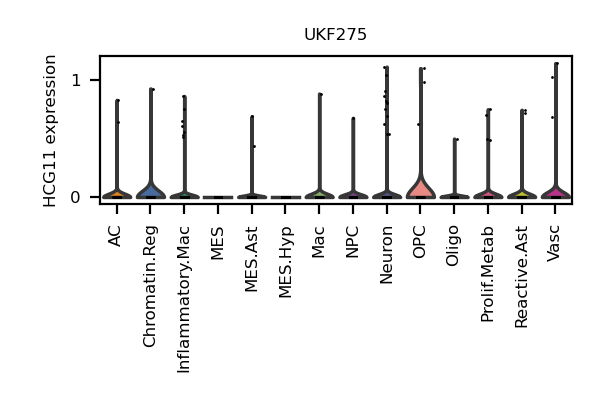 UKF275
HCG11 expression
1
0
AC
Chromatin.Reg
Inflammatory.Mac
MES
MES.Ast
MES.Hyp
Mac
NPC
Neuron
OPC
Oligo
Prolif.Metab
Reactive.Ast
Vasc